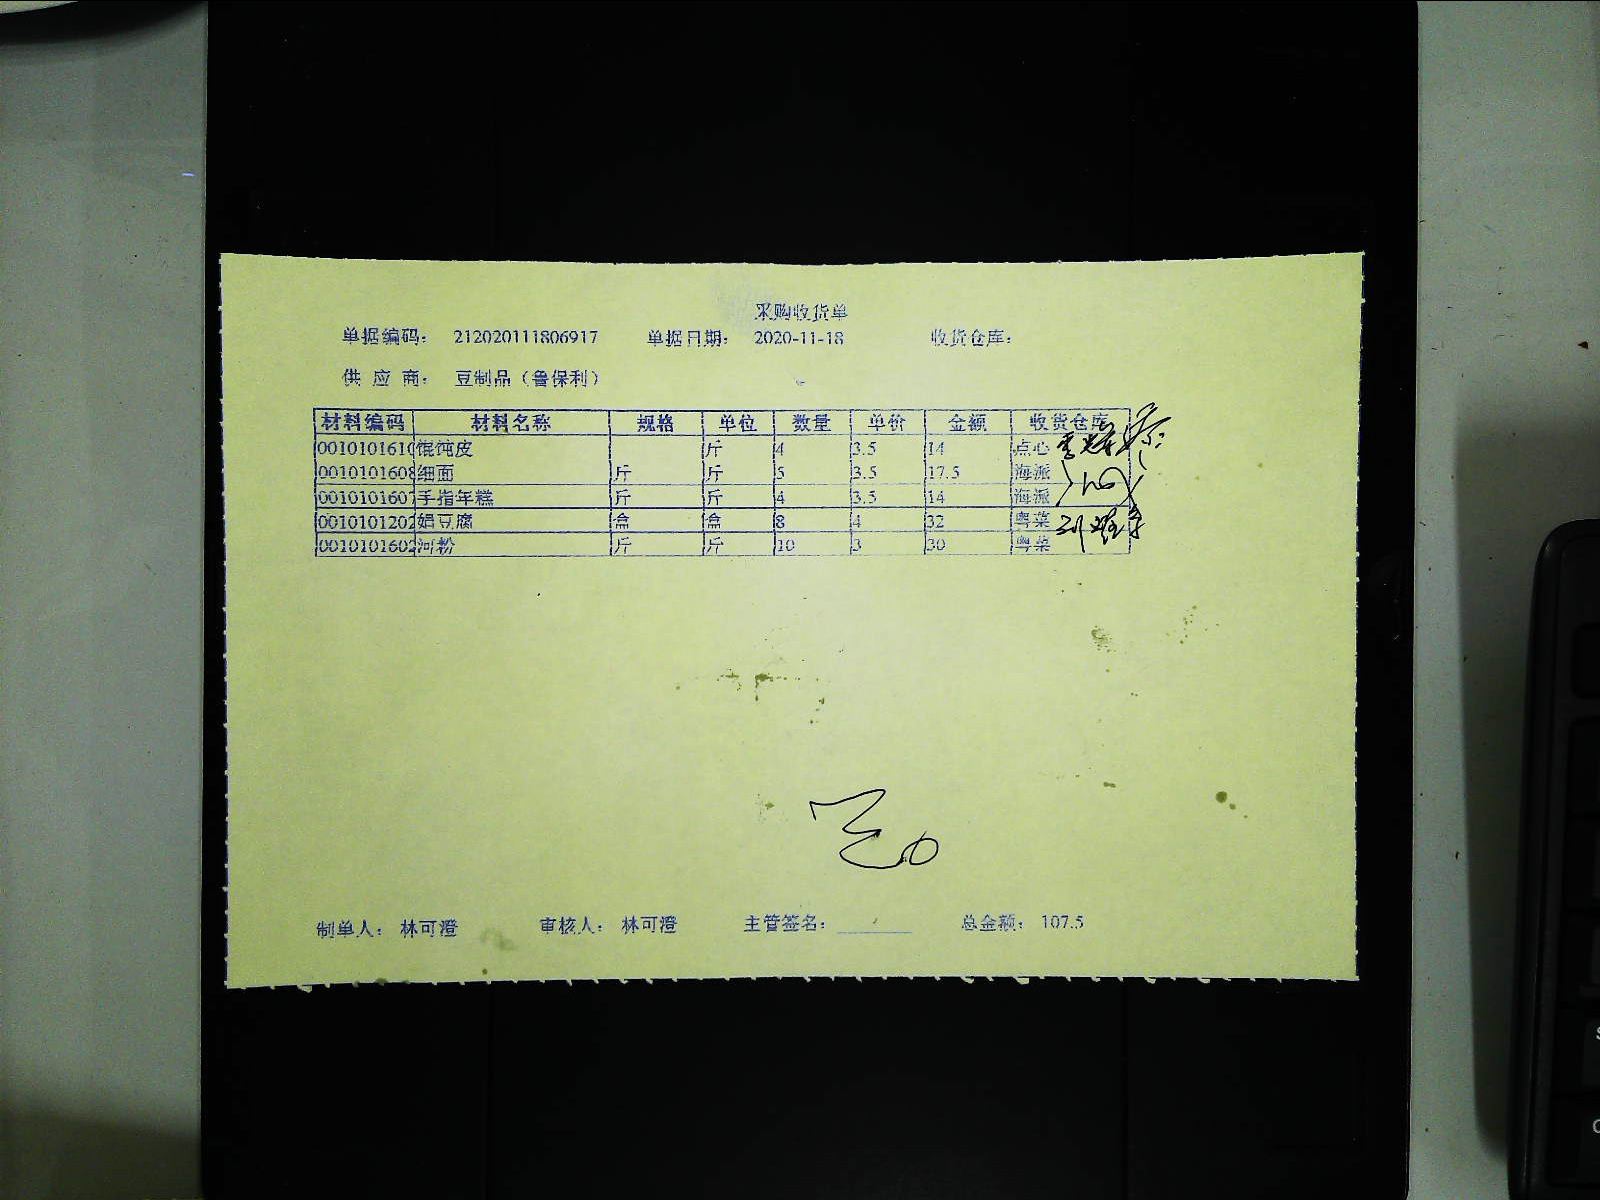 采购收货单
单据编码： 212020111806917 单据日期： 2020-11-18 收货仓库：
供 应 商： 豆制品（鲁保利）
材料编码 材料名称 规格 单位 数量 单价 金额 收货仓库
0010101610 馄饨皮 斤 4 3.5 14 点心
0010101608 细面 斤 斤 5 3.5 17.5 海派
0010101607 手指年糕 斤 斤 4 3.5 14 海派
0010101202 娟豆腐 盒 盒 8 4 32 粤菜
0010101602 河粉 斤 斤 10 3 30 粤菜
制单人： 林可澄 审核人： 林可澄 主管签名： 总金额： 107.5